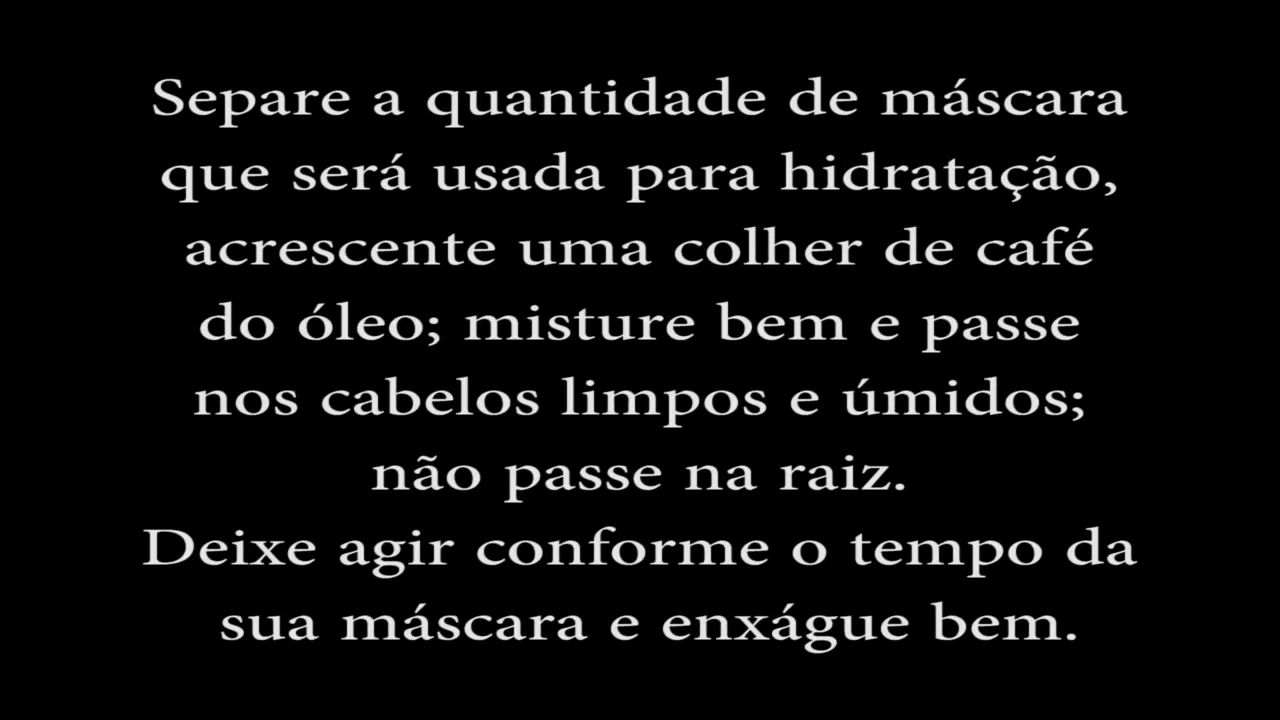 Separe a quantidade de máscara
que será usada para hidratação,
acrescente uma colher de café
do óleo; misture bem e passe
nos cabelos limpos e úmidos;
não passe na raiz.
Deixe agir conforme o tempo da
sua máscara e enxágue bem.